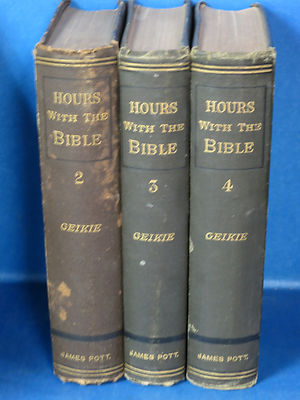 HOURS
WITH THE
BIBLE
2
GEIKIE
JAMES POTT.
HOURS
WITH THE
BIBLE
3
GEIKIE
JAMES POTT.
HOURS
WITH THE
BIBLE
4
GEIKIE
JAMES POTT.